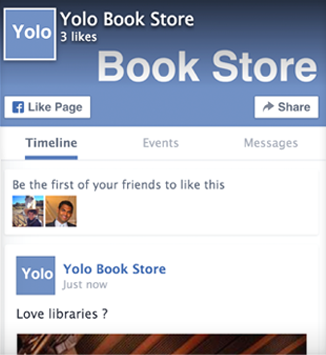 Yolo
Yolo Book Store
3 likes
Book Store
Like Page
Share
Timeline
Events
Messages
Be the first of your friends to like this
Yolo
Yolo Book Store
Just now
Love libraries ?